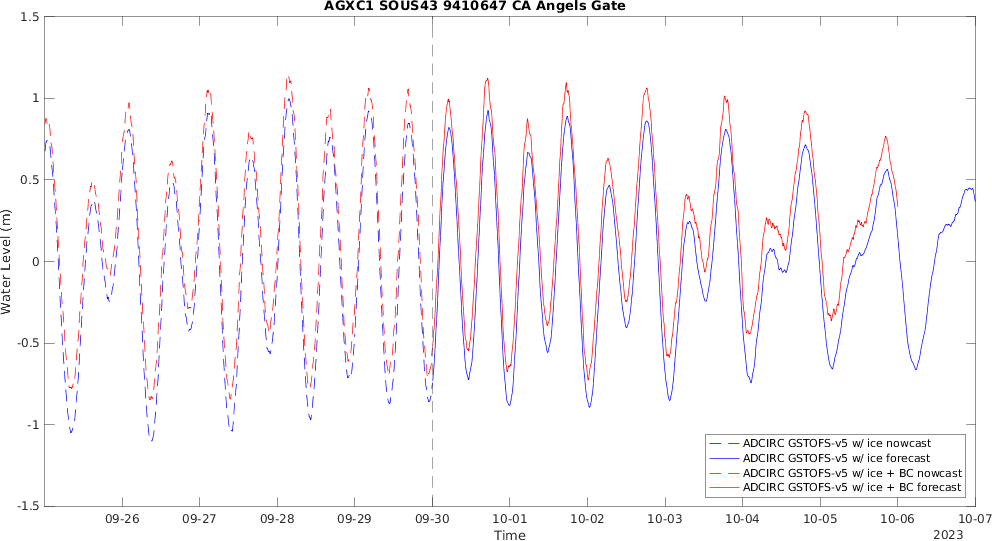 AGXC1 SOUS43 9410647 CA Angels Gate
1.5
1
0.5
0
-0.5
-1
-1.5
Water Level (m)
09-26 09-27 09-28 09-29 09-30 10-01 10-02 10-03 10-04 10-05 10-06 10-07
Time
2023
ADCIRC GSTOFS-v5 w/ ice nowcast
ADCIRC GSTOFS-v5 w/ ice forecast
ADCIRC GSTOFS-v5 w/ ice + BC nowcast
ADCIRC GSTOFS-v5 w/ ice + BC forecast